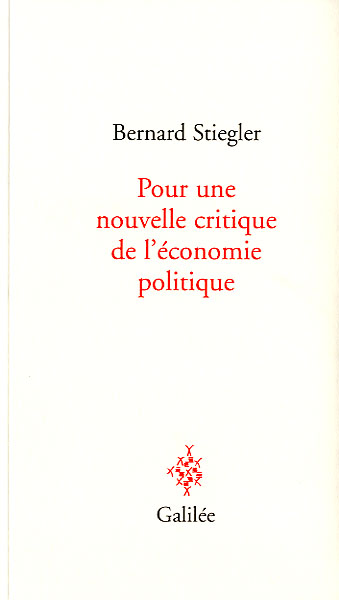 Bernard Stiegler
Pour une
nouvelle critique
de l'économie
politique
Galilée